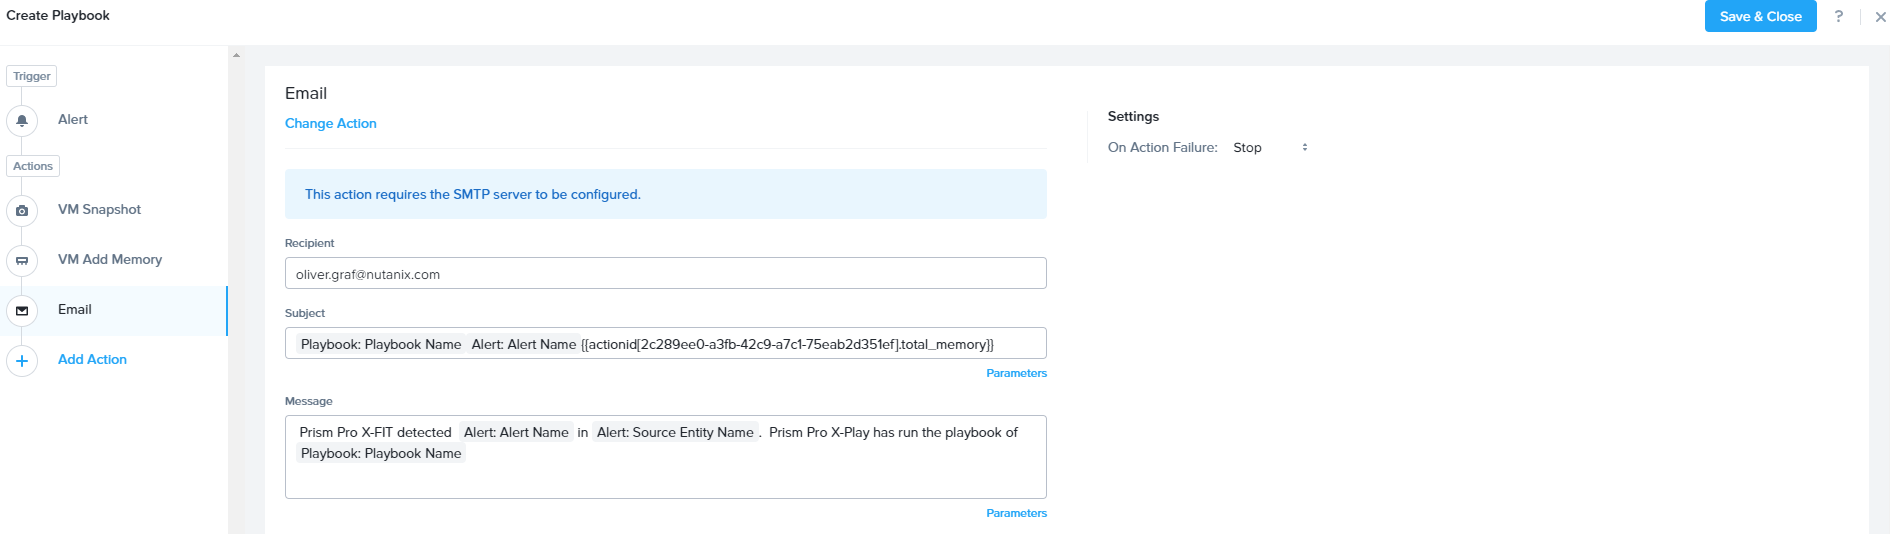 Create Playbook
Save & Close
?
Trigger
Alert
Actions
VM Snapshot
VM Add Memory
Email
Add Action
Email
Change Action
This action requires the SMTP server to be configured.
Recipient
oliver.graf@nutanix.com
Subject
Playbook: Playbook Name Alert: Alert Name {{actionid[2c289ee0-a3fb-42c9-a7c1-75eab2d351ef].total_memory}}
Parameters
Message
Prism Pro X-FIT detected Alert: Alert Name in Alert: Source Entity Name . Prism Pro X-Play has run the playbook of
Playbook: Playbook Name
Parameters
Settings
On Action Failure: Stop